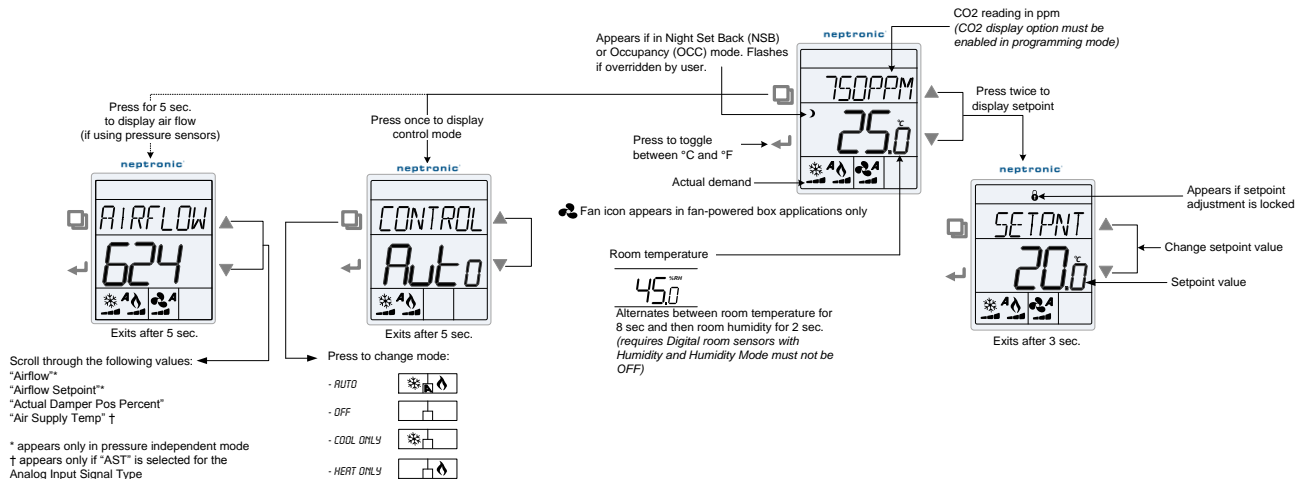 CO2 reading in ppm
(CO2 display option must be
enabled in programming mode)
neptronic
Appears if in Night Set Back (NSB)
or Occupancy (OCC) mode. Flashes
if overridden by user.
750PPM
25.0
°C
A
A
Press for 5 sec.
to display air flow
(if using pressure sensors)
Press once to display
control mode
Press to toggle
between °C and °F
Actual demand
Press twice to
display setpoint
Fan icon appears in fan-powered box applications only
neptronic
AIRFLOW
624
A
A
Exits after 5 sec.
neptronic
CONTROL
Auto
A
A
Exits after 5 sec.
Room temperature
45.0
%RH
Alternates between room temperature for
8 sec and then room humidity for 2 sec.
(requires Digital room sensors with
Humidity and Humidity Mode must not be
OFF)
neptronic
SETPNT
20.0
°C
A
A
Exits after 3 sec.
Appears if setpoint
adjustment is locked
Change setpoint value
Setpoint value
Scroll through the following values:
"Airflow"*
"Airflow Setpoint"*
"Actual Damper Pos Percent"
"Air Supply Temp" †
* appears only in pressure independent mode
† appears only if "AST" is selected for the
Analog Input Signal Type
Press to change mode:
- AUTO
A
- OFF
- COOL ONLY
- HEAT ONLY